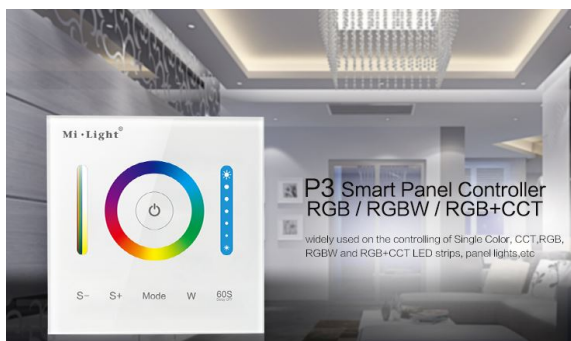 Mi·Light®
P3 Smart Panel Controller
RGB / RGBW / RGB+CCT
widely used on the controlling of Single Color, CCT,RGB,
RGBW and RGB+CCT LED strips, panel lights,etc
S- S+ Mode W 60S